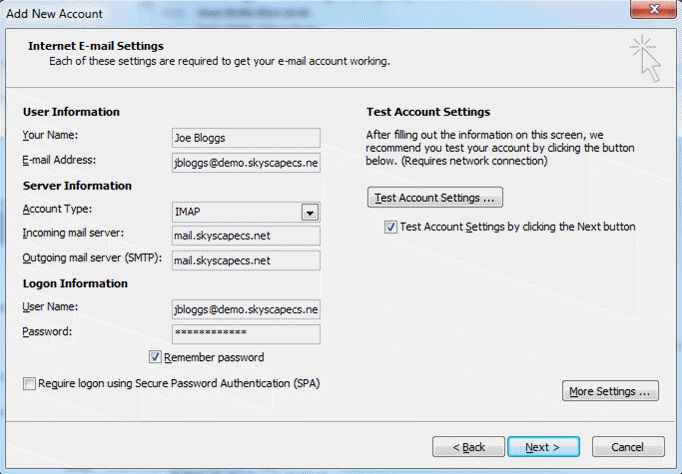 Add New Account
Internet E-mail Settings
Each of these settings are required to get your e-mail account working.
User Information
Your Name:
Joe Bloggs
E-mail Address:
jbloggs@demo.skyscapecs.ne
Server Information
Account Type:
IMAP
Incoming mail server:
mail.skyscapecs.net
Outgoing mail server (SMTP):
mail.skyscapecs.net
Logon Information
User Name:
jbloggs@demo.skyscapecs.ne
Password:
************
Remember password
Require logon using Secure Password Authentication (SPA)
Test Account Settings
After filling out the information on this screen, we
recommend you test your account by clicking the button
below. (Requires network connection)
Test Account Settings ...
Test Account Settings by clicking the Next button
More Settings ...
< Back
Next >
Cancel